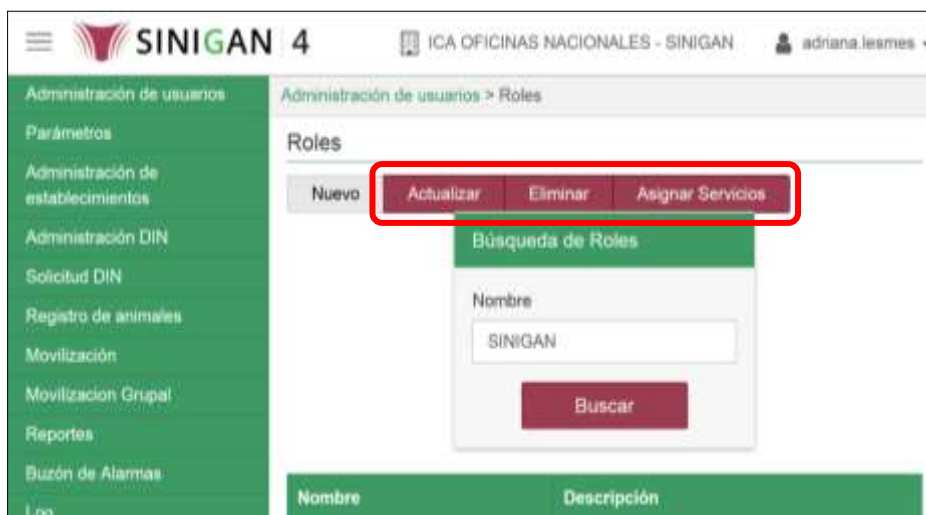 SINIGAN 4
ICA OFICINAS NACIONALES - SINIGAN
adriana.lesmes
Administración de usuarios
Parámetros
Administración de
establecimientos
Administración DIN
Solicitud DIN
Registro de animales
Movilización
Movilizacion Grupal
Reportes
Buzón de Alarmas
Log
Administración de usuarios > Roles
Roles
Nuevo
Actualizar
Eliminar
Asignar Servicios
Búsqueda de Roles
Nombre
SINIGAN
Buscar
Nombre
Descripción